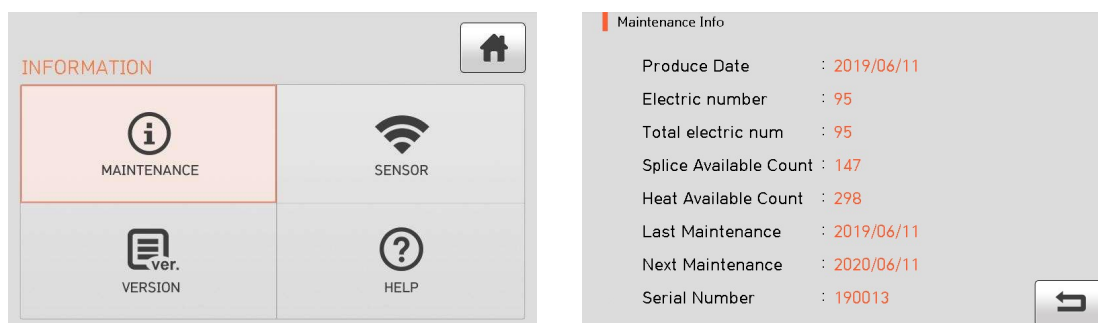 INFORMATION
MAINTENANCE
SENSOR
ver.
VERSION
HELP
Maintenance Info
Produce Date : 2019/06/11
Electric number : 95
Total electric num : 95
Splice Available Count : 147
Heat Available Count : 298
Last Maintenance : 2019/06/11
Next Maintenance : 2020/06/11
Serial Number : 190013